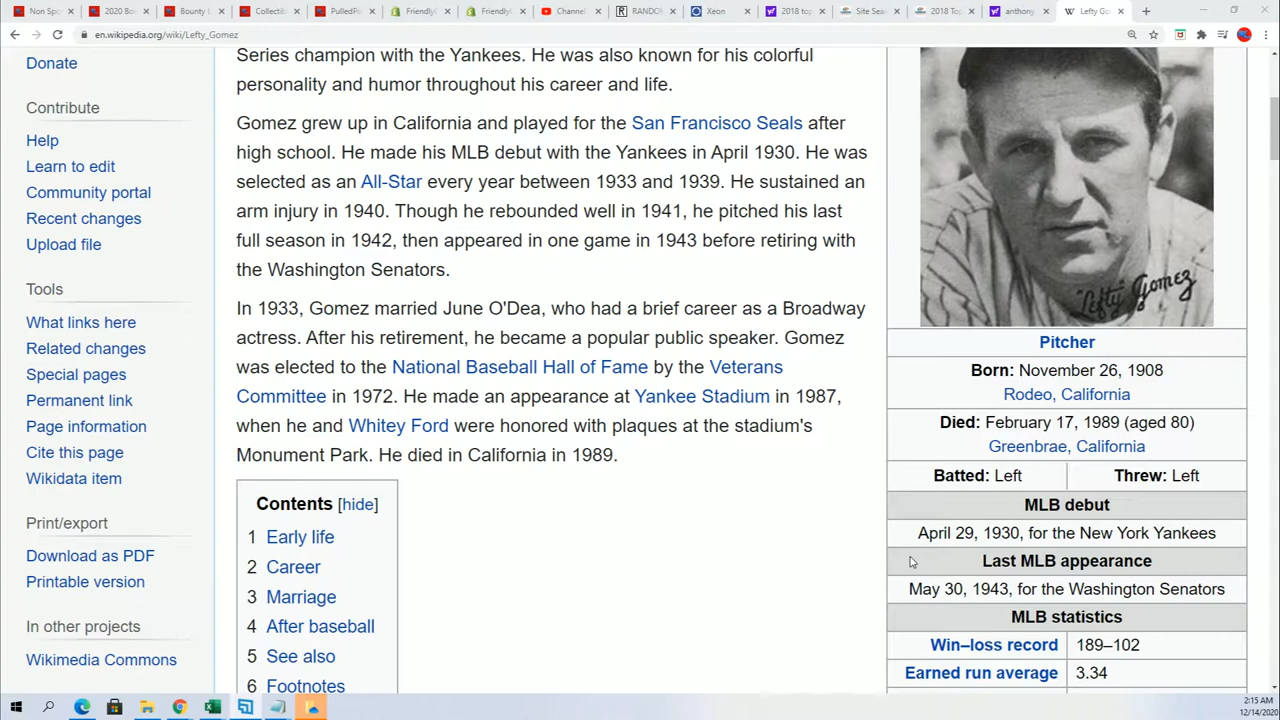 Non Spo
2020 Bo
Bounty
Collectib
PulledPo
FriendlyG
FriendlyG
Channel
RANDO
Xeon
2018 top
Site Sea
2018 Top
anthony
Lefty Go
en.wikipedia.org/wiki/Lefty_Gomez
Donate
Contribute
Help
Learn to edit
Community portal
Recent changes
Upload file
Tools
What links here
Related changes
Special pages
Permanent link
Page information
Cite this page
Wikidata item
Print/export
Download as PDF
Printable version
In other projects
Wikimedia Commons
Series champion with the Yankees. He was also known for his colorful
personality and humor throughout his career and life.
Gomez grew up in California and played for the San Francisco Seals after
high school. He made his MLB debut with the Yankees in April 1930. He was
selected as an All-Star every year between 1933 and 1939. He sustained an
arm injury in 1940. Though he rebounded well in 1941, he pitched his last
full season in 1942, then appeared in one game in 1943 before retiring with
the Washington Senators.
In 1933, Gomez married June O'Dea, who had a brief career as a Broadway
actress. After his retirement, he became a popular public speaker. Gomez
was elected to the National Baseball Hall of Fame by the Veterans
Committee in 1972. He made an appearance at Yankee Stadium in 1987,
when he and Whitey Ford were honored with plaques at the stadium's
Monument Park. He died in California in 1989.
Contents [hide]
1 Early life
2 Career
3 Marriage
4 After baseball
5 See also
6 Footnotes
"Lefty" Gomez
Pitcher
Born: November 26, 1908
Rodeo, California
Died: February 17, 1989 (aged 80)
Greenbrae, California
Batted: Left Threw: Left
MLB debut
April 29, 1930, for the New York Yankees
Last MLB appearance
May 30, 1943, for the Washington Senators
MLB statistics
Win–loss record 189–102
Earned run average 3.34
2:15 AM
12/14/2020